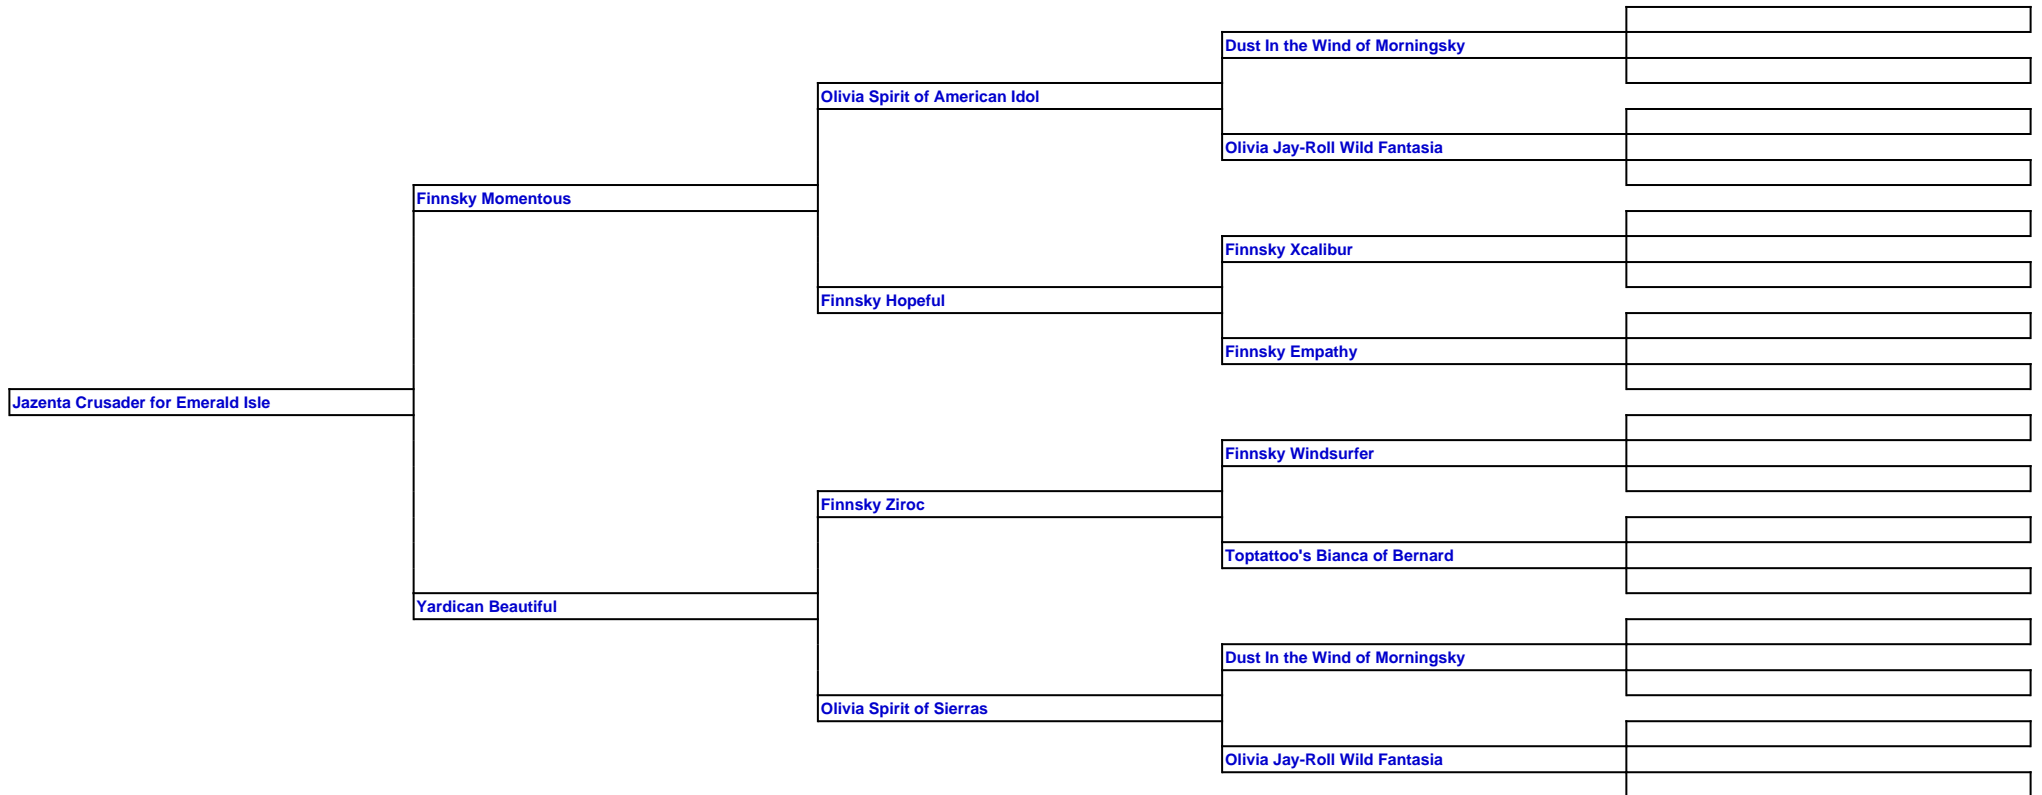 Dust In the Wind of Morningsky
Olivia Spirit of American Idol
Olivia Jay-Roll Wild Fantasia
Finnsky Momentous
Finnsky Xcalibur
Finnsky Hopeful
Finnsky Empathy
Jazenta Crusader for Emerald Isle
Finnsky Windsurfer
Finnsky Ziroc
Toptattoo's Bianca of Bernard
Yardican Beautiful
Dust In the Wind of Morningsky
Olivia Spirit of Sierras
Olivia Jay-Roll Wild Fantasia